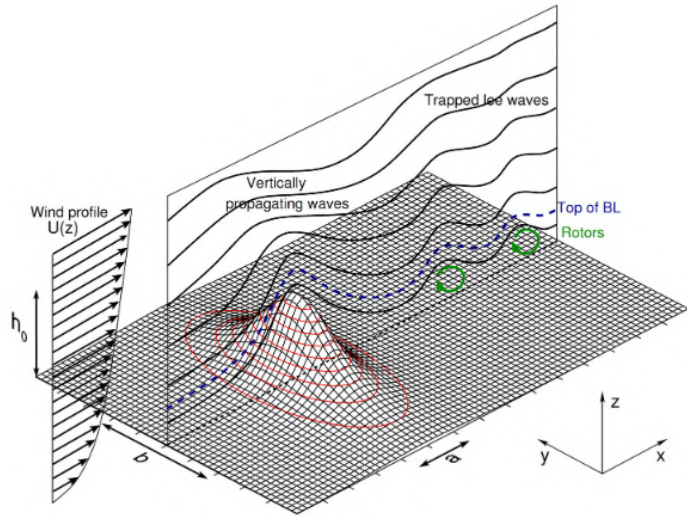 Trapped lee waves
Vertically
propagating waves
Wind profile
U(z)
Top of BL
Rotors
h0
b
a
z
y
x